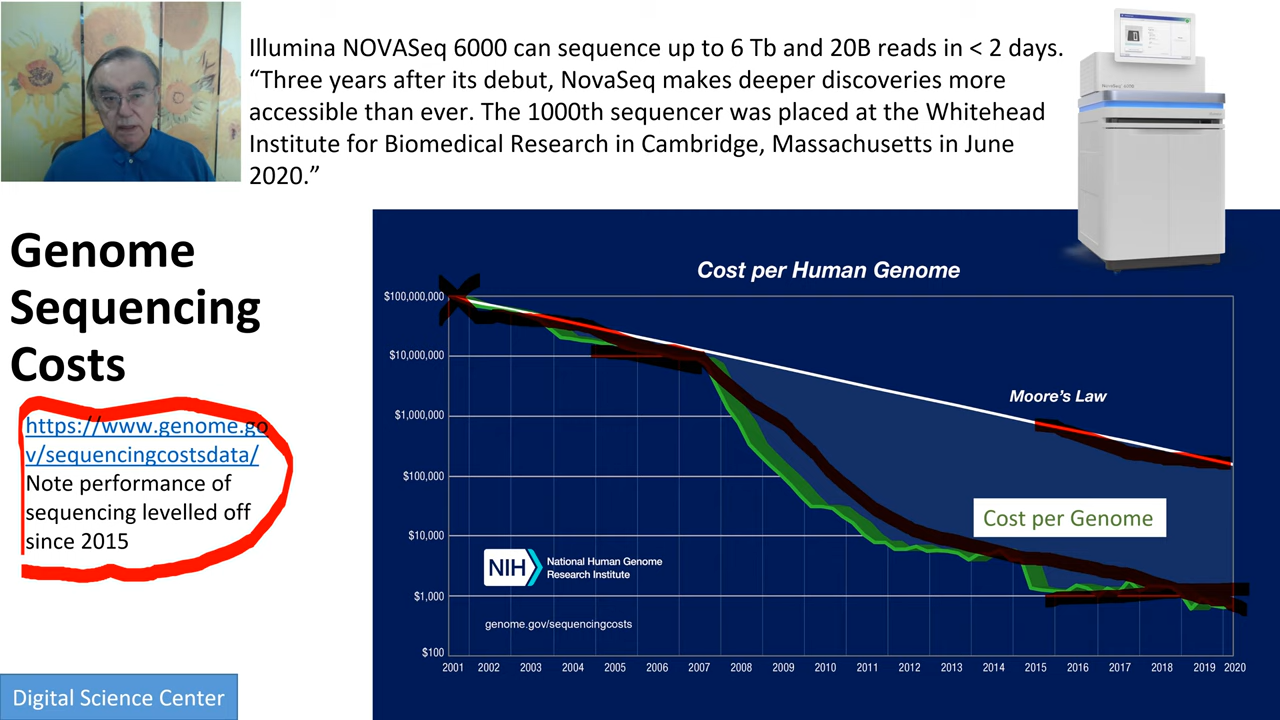 Illumina NOVASeq 6000 can sequence up to 6 Tb and 20B reads in < 2 days.
“Three years after its debut, NovaSeq makes deeper discoveries more
accessible than ever. The 1000th sequencer was placed at the Whitehead
Institute for Biomedical Research in Cambridge, Massachusetts in June
2020.”
Genome
Sequencing
Costs
https://www.genome.go
v/sequencingcostsdata/
Note performance of
sequencing levelled off
since 2015
Digital Science Center
Cost per Human Genome
$100,000,000
$10,000,000
$1,000,000
$100,000
$10,000
$1,000
$100
Moore’s Law
Cost per Genome
NIH
National Human Genome
Research Institute
genome.gov/sequencingcosts
2001 2002 2003 2004 2005 2006 2007 2008 2009 2010 2011 2012 2013 2014 2015 2016 2017 2018 2019 2020